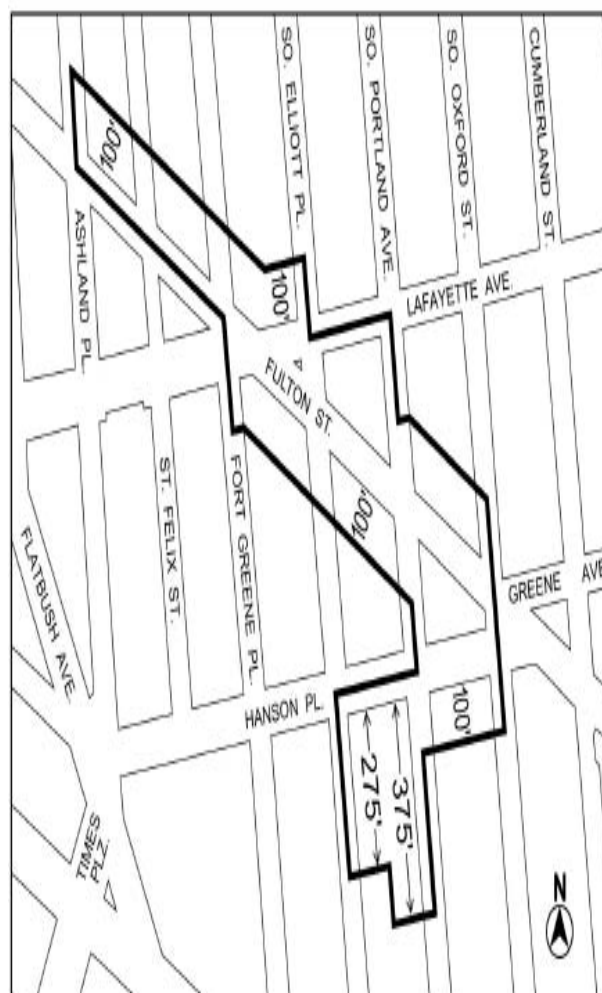 SO. ELLIOTT PL.
SO. PORTLAND AVE.
SO. OXFORD ST.
CUMBERLAND ST.
100'
ASHLAND PL.
100'
LAFAYETTE AVE.
FULTON ST.
ST. FELIX ST.
FORT GREENE PL.
100'
FLATBUSH AVE.
GREENE AVE
HANSON PL.
100'
275'
375'
TIMES
PLZ.
N